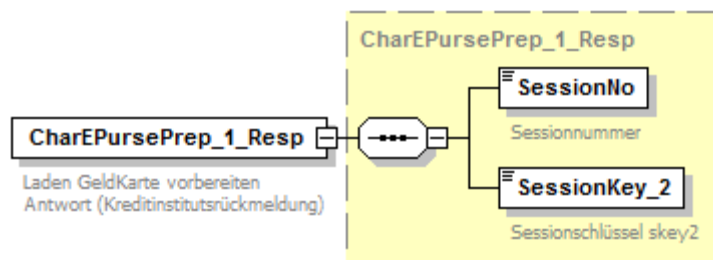 CharEPursePrep_1_Resp
SessionNo
Sessionnummer
CharEPursePrep_1_Resp
Laden GeldKarte vorbereiten
Antwort (Kreditinstitutsrückmeldung)
SessionKey_2
Sessionschlüssel skey2